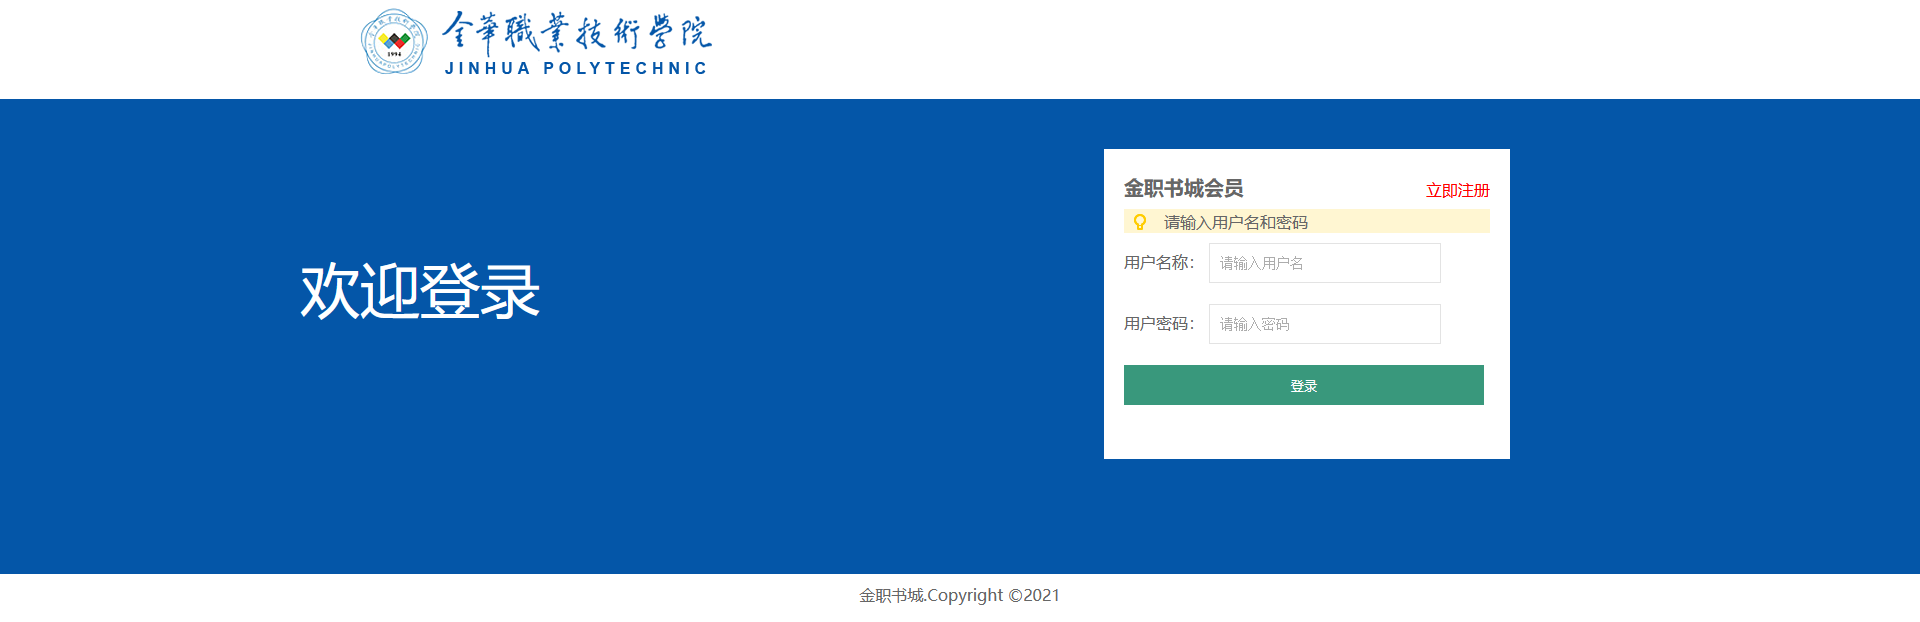 金華職業技術學院
JINHUA POLYTECHNIC
1994
欢迎登录
金职书城会员
立即注册
请输入用户名和密码
用户名称：
请输入用户名
用户密码：
请输入密码
登录
金职书城.Copyright ©2021